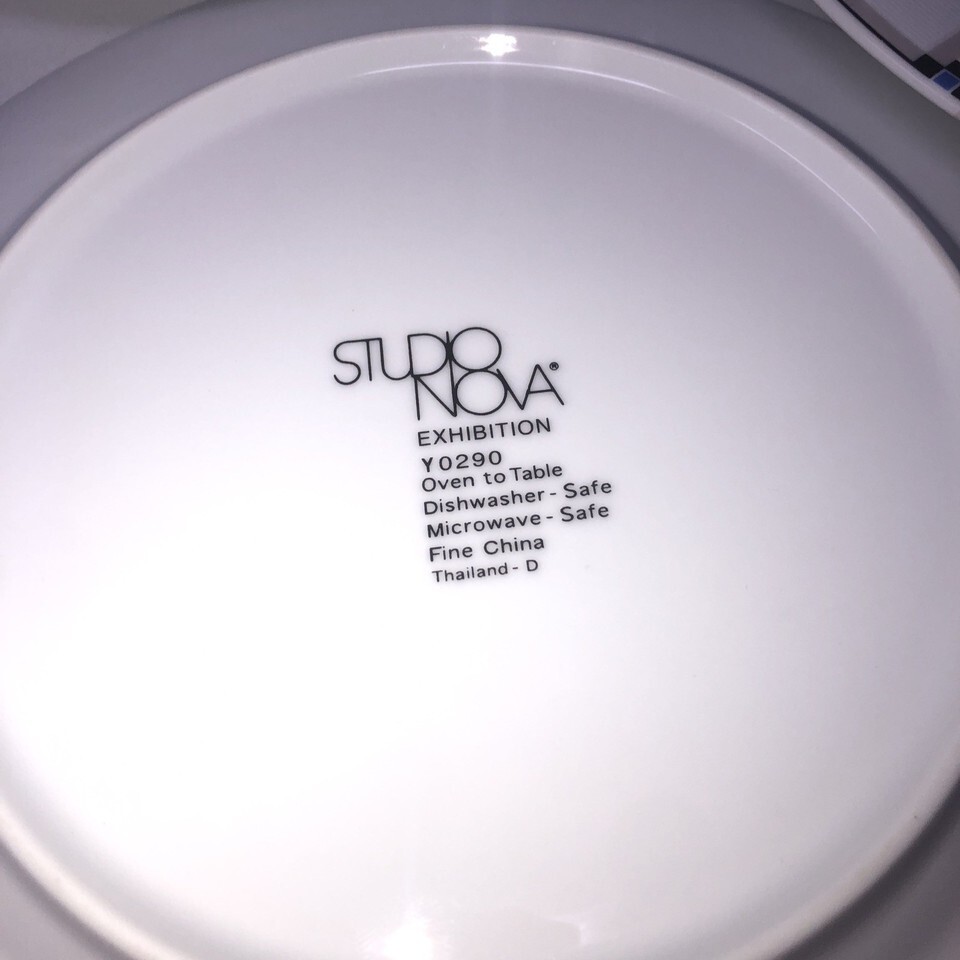 STUDIO
NOVA®
EXHIBITION
Y0290
Oven to Table
Dishwasher - Safe
Microwave - Safe
Fine China
Thailand - D